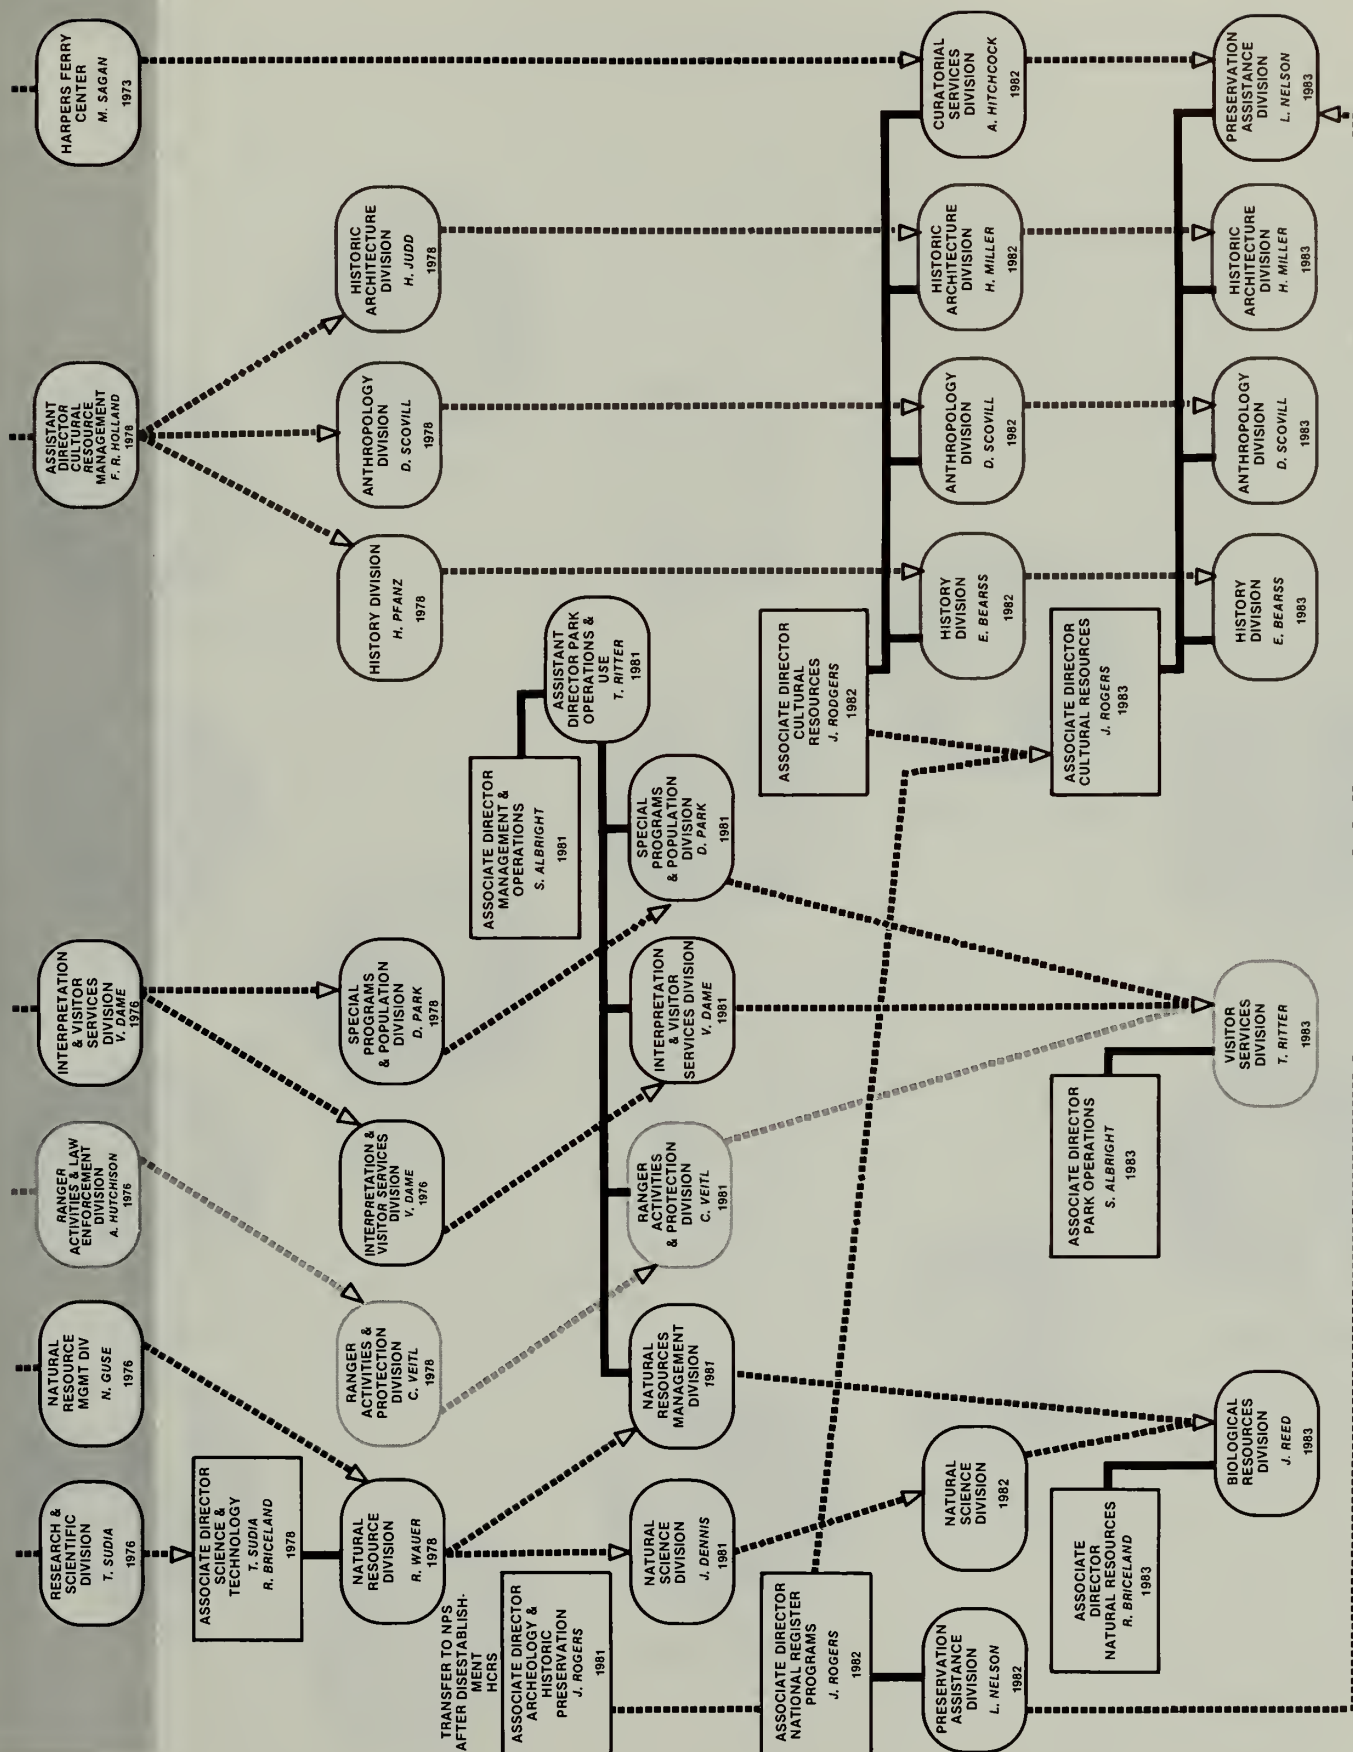 RESEARCH &
SCIENTIFIC
DIVISION
T. SUDIA
1976
NATURAL
RESOURCE
MGMT DIV
N. GUSE
1976
RANGER
ACTIVITIES & LAW
ENFORCEMENT
DIVISION
A. HUTCHISON
1976
INTERPRETATION
& VISITOR
SERVICES
DIVISION
V. DAME
1976
ASSISTANT
DIRECTOR
CULTURAL
RESOURCE
MANAGEMENT
F. R. HOLLAND
1978
HARPERS FERRY
CENTER
M. SAGAN
1973
ASSOCIATE DIRECTOR
SCIENCE &
TECHNOLOGY
T. SUDIA
R. BRICELAND
1978
NATURAL
RESOURCE
DIVISION
R. WAUER
1978
RANGER
ACTIVITIES &
PROTECTION
DIVISION
C. VEITL
1978
INTERPRETATION &
VISITOR SERVICES
DIVISION
V. DAME
1976
SPECIAL
PROGRAMS
& POPULATION
DIVISION
D. PARK
1978
HISTORY DIVISION
H. PFANZ
1978
ANTHROPOLOGY
DIVISION
D. SCOVILL
1978
HISTORIC
ARCHITECTURE
DIVISION
H. JUDD
1978
TRANSFER TO NPS
AFTER DISESTABLISH-
MENT
HCRS
ASSOCIATE DIRECTOR
ARCHEOLOGY &
HISTORIC
PRESERVATION
J. ROGERS
1981
ASSOCIATE DIRECTOR
MANAGEMENT &
OPERATIONS
S. ALBRIGHT
1981
ASSISTANT
DIRECTOR PARK
OPERATIONS &
USE
T. RITTER
1981
NATURAL
SCIENCE
DIVISION
J. DENNIS
1981
NATURAL
RESOURCES
MANAGEMENT
DIVISION
1981
RANGER
ACTIVITIES
& PROTECTION
DIVISION
C. VEITL
1981
INTERPRETATION
& VISITOR
SERVICES DIVISION
V. DAME
1981
SPECIAL
PROGRAMS
& POPULATION
DIVISION
D. PARK
1981
ASSOCIATE DIRECTOR
NATIONAL REGISTER
PROGRAMS
J. ROGERS
1982
ASSOCIATE DIRECTOR
CULTURAL
RESOURCES
J. RODGERS
1982
PRESERVATION
ASSISTANCE
DIVISION
L. NELSON
1982
NATURAL
SCIENCE
DIVISION
1982
HISTORY
DIVISION
E. BEARSS
1982
ANTHROPOLOGY
DIVISION
D. SCOVILL
1982
HISTORIC
ARCHITECTURE
DIVISION
H. MILLER
1982
CURATORIAL
SERVICES
DIVISION
A. HITCHCOCK
1982
ASSOCIATE
DIRECTOR
NATURAL RESOURCES
R. BRICELAND
1983
ASSOCIATE DIRECTOR
PARK OPERATIONS
S. ALBRIGHT
1983
ASSOCIATE DIRECTOR
CULTURAL RESOURCES
J. ROGERS
1983
BIOLOGICAL
RESOURCES
DIVISION
J. REED
1983
VISITOR
SERVICES
DIVISION
T. RITTER
1983
HISTORY
DIVISION
E. BEARSS
1983
ANTHROPOLOGY
DIVISION
D. SCOVILL
1983
HISTORIC
ARCHITECTURE
DIVISION
H. MILLER
1983
PRESERVATION
ASSISTANCE
DIVISION
L. NELSON
1983